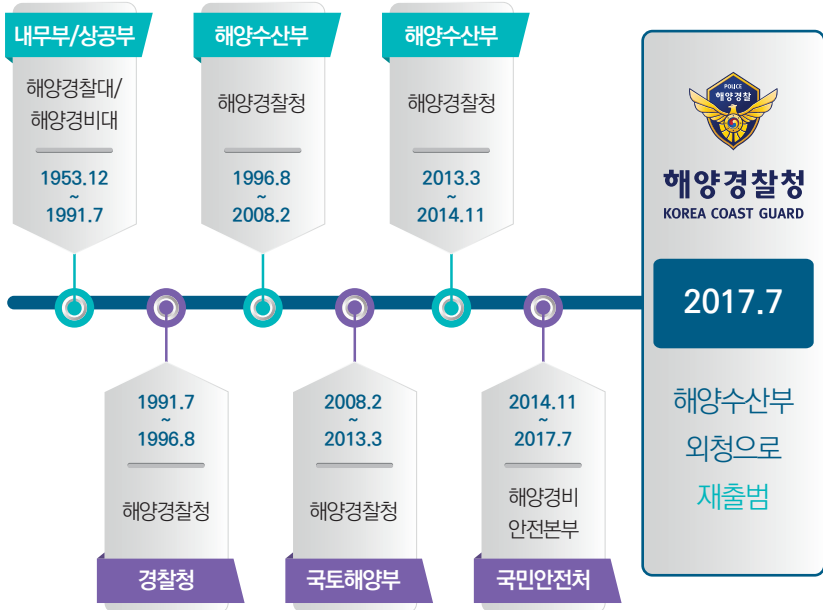 내무부/상공부
해양경찰대/
해양경비대
1953.12
~
1991.7
해양수산부
해양경찰청
1996.8
~
2008.2
해양수산부
해양경찰청
2013.3
~
2014.11
1991.7
~
1996.8
해양경찰청
경찰청
2008.2
~
2013.3
해양경찰청
국토해양부
2014.11
~
2017.7
해양경비
안전본부
국민안전처
POLICE
해양경찰
해양경찰청
KOREA COAST GUARD
2017.7
해양수산부
외청으로
재출범